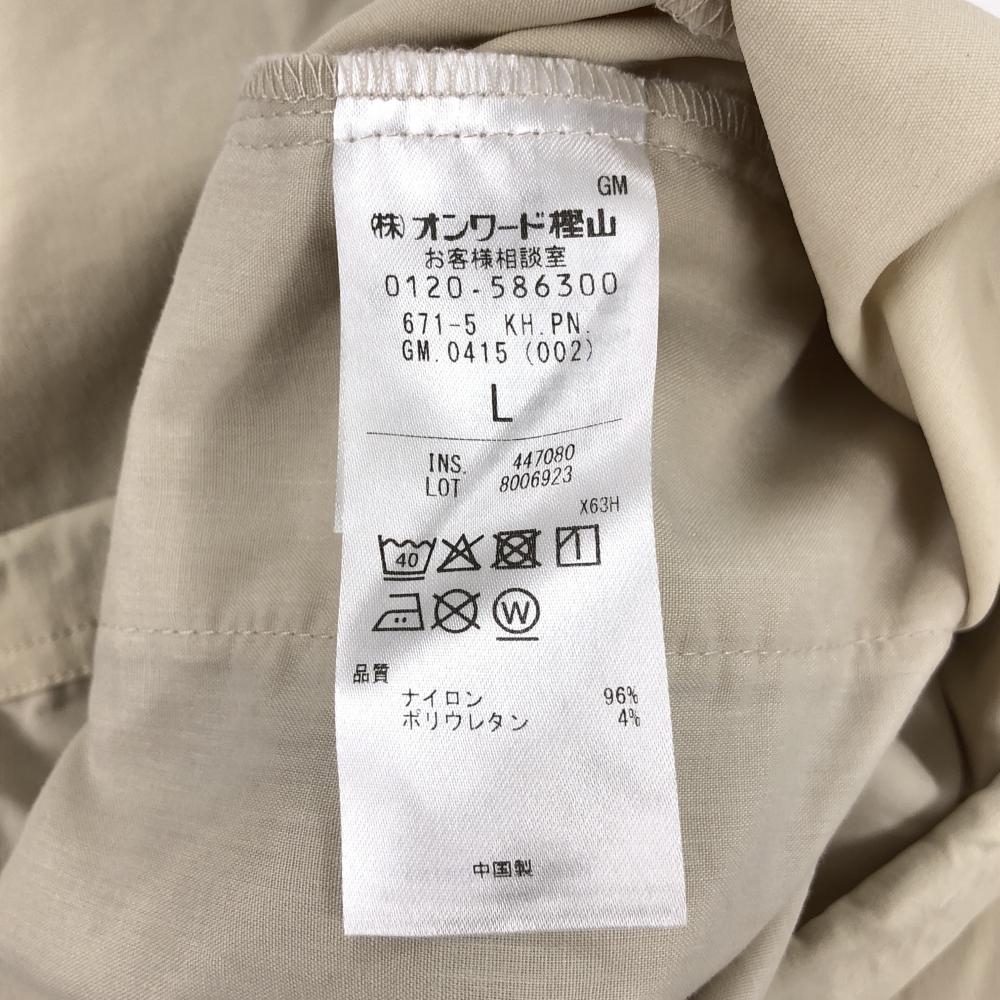 GM
(株)オンワード樫山
お客様相談室
0120-586300
671-5 KH.PN.
GM.0415 (002)
L
INS. 447080
LOT 8006923
X63H
40
W
品質
ナイロン 96%
ポリウレタン 4%
中国製